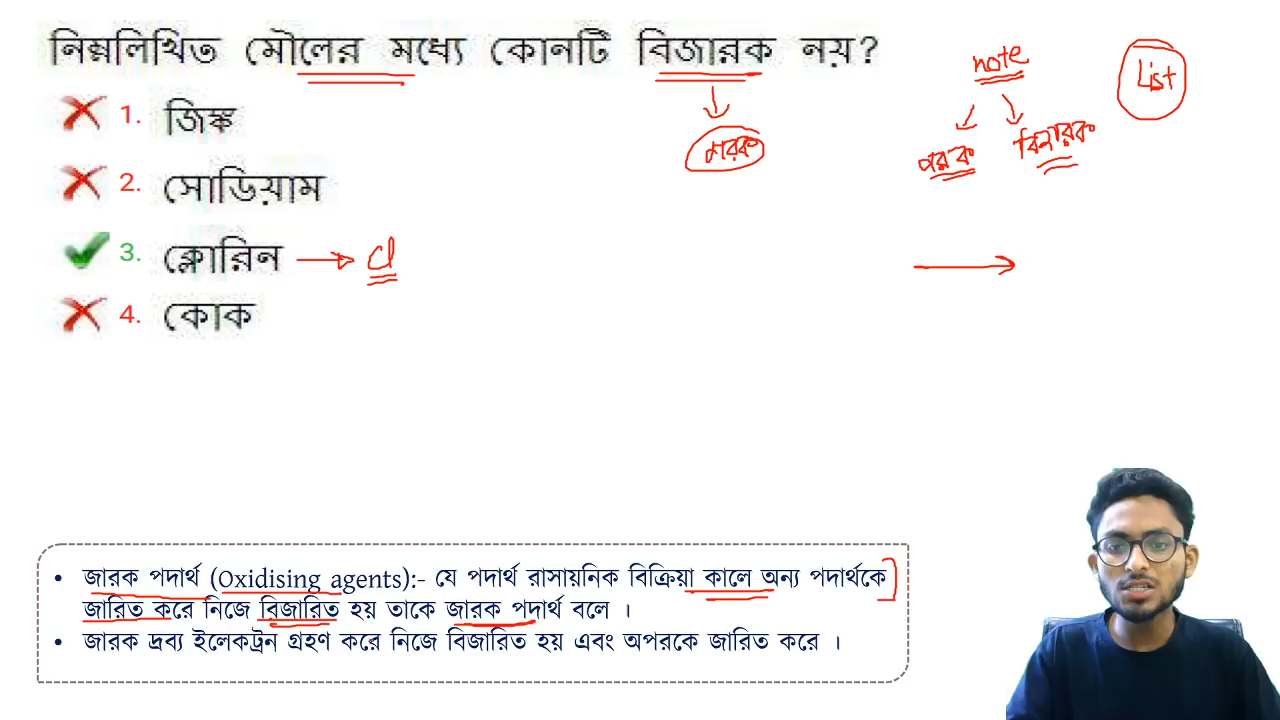 নিম্নলিখিত মৌলের মধ্যে কোনটি বিজারক নয়?
note
List
1. জিঙ্ক
জারক
বিজারক
2. সোডিয়াম
3. ক্লোরিন → Cl
4. কোক
• জারক পদার্থ (Oxidising agents):- যে পদার্থ রাসায়নিক বিক্রিয়া কালে অন্য পদার্থকে
জারিত করে নিজে বিজারিত হয় তাকে জারক পদার্থ বলে ।
• জারক দ্রব্য ইলেকট্রন গ্রহণ করে নিজে বিজারিত হয় এবং অপরকে জারিত করে ।